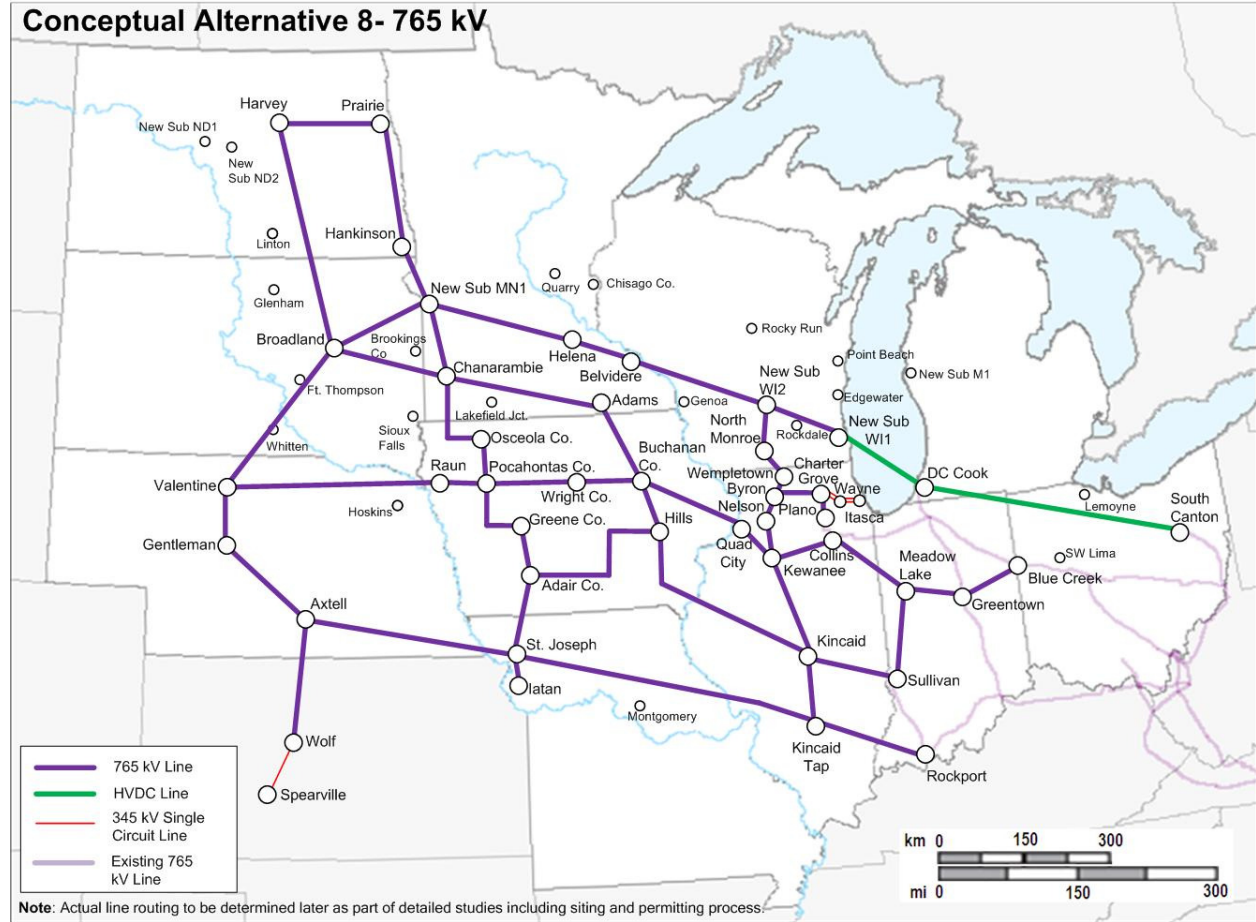 Conceptual Alternative 8- 765 kV
Harvey
Prairie
New Sub ND1
New
Sub ND2
Linton
Hankinson
Glenham
New Sub MN1
Quarry
Chisago Co.
Broadland
Brookings
Co
Helena
Belvidere
Rocky Run
Point Beach
New Sub M1
Ft. Thompson
Chanarambie
New Sub
WI2
Edgewater
Lakefield Jct.
Adams
Genoa
Whitten
Sioux
Falls
Osceola Co.
North
Monroe
Rockdale
New Sub
WI1
Buchanan
Co.
Valentine
Raun
Pocahontas Co.
Wright Co.
Wempletown
Charter
Grove
Byron
Wayne
DC Cook
Lemoyne
South
Canton
Hoskins
Nelson
Plano
Itasca
Greene Co.
Hills
Quad
City
Gentleman
Collins
Kewanee
Meadow
Lake
SW Lima
Blue Creek
Adair Co.
Greentown
Axtell
St. Joseph
Kincaid
Iatan
Sullivan
Montgomery
Wolf
Kincaid
Tap
Rockport
Spearville
765 kV Line
HVDC Line
345 kV Single
Circuit Line
Existing 765
kV Line
km 0 150 300
mi 0 150 300
Note: Actual line routing to be determined later as part of detailed studies including siting and permitting process.